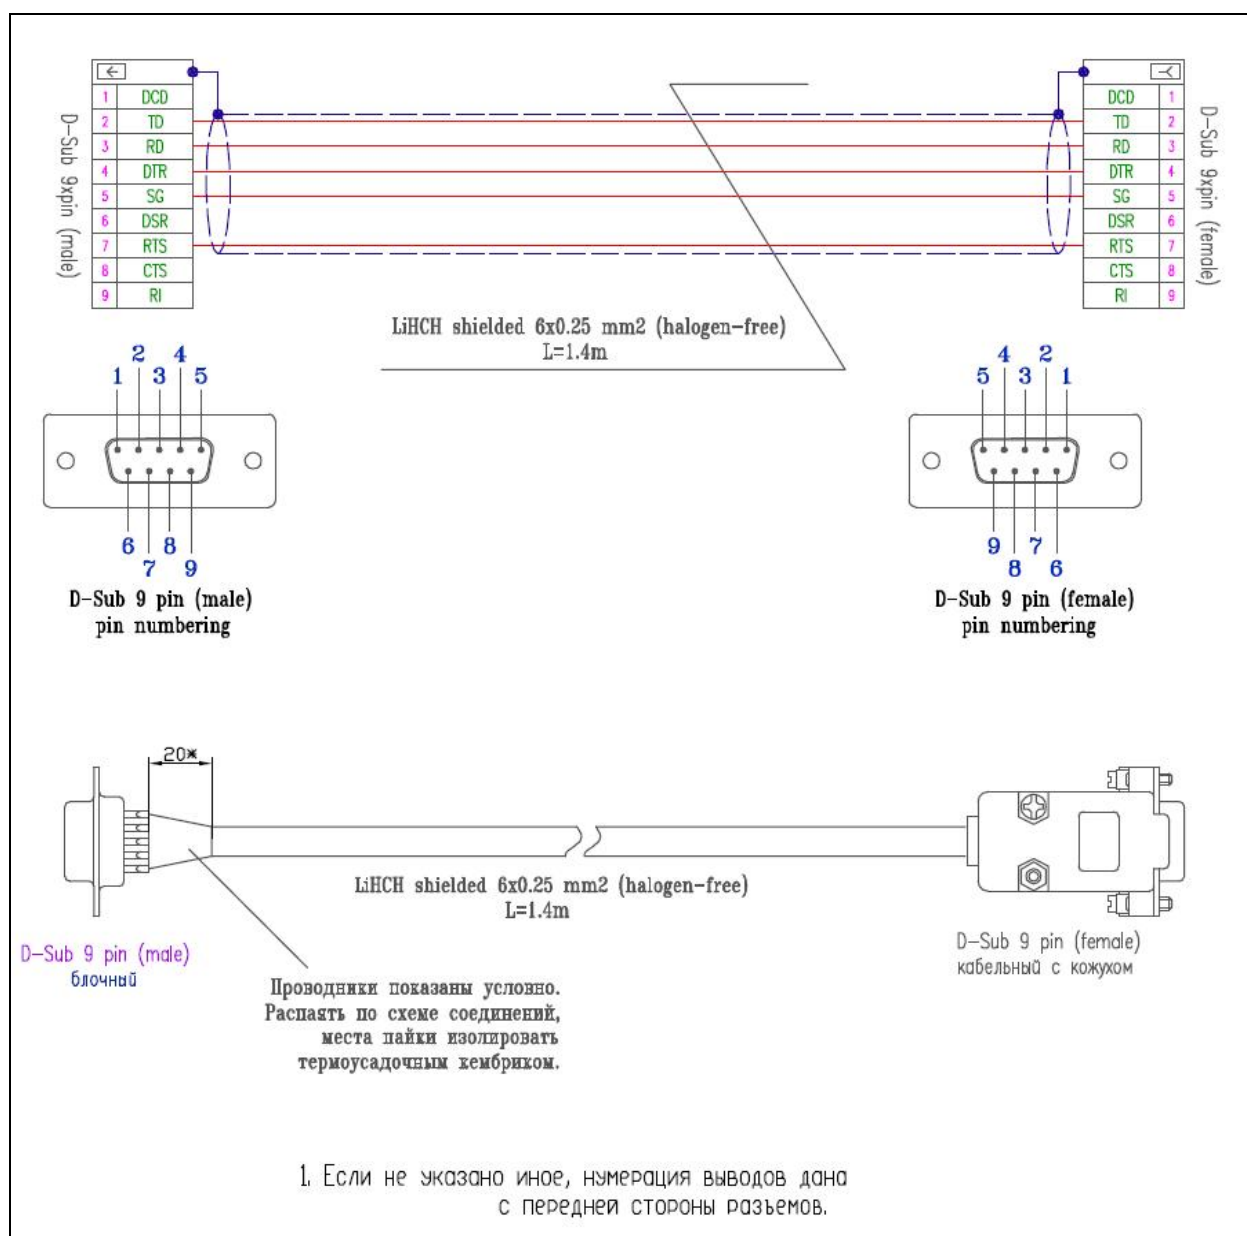 D-Sub 9xpin (male)
1 DCD
2 TD
3 RD
4 DTR
5 SG
6 DSR
7 RTS
8 CTS
9 RI
DCD 1
TD 2
RD 3
DTR 4
SG 5
DSR 6
RTS 7
CTS 8
RI 9
D-Sub 9xpin (female)
LiHCH shielded 6x0.25 mm2 (halogen-free)
L=1.4m
2 4
1 3 5
6 8
7 9
D-Sub 9 pin (male)
pin numbering
4 2
5 3 1
9 7
8 6
D-Sub 9 pin (female)
pin numbering
20*
LiHCH shielded 6x0.25 mm2 (halogen-free)
L=1.4m
D-Sub 9 pin (male)
блочный
D-Sub 9 pin (female)
кабельный с кожухом
Проводники показаны условно.
Распаять по схеме соединений,
места пайки изолировать
термоусадочным кембриком.
1. Если не указано иное, нумерация выводов дана
с передней стороны разъемов.